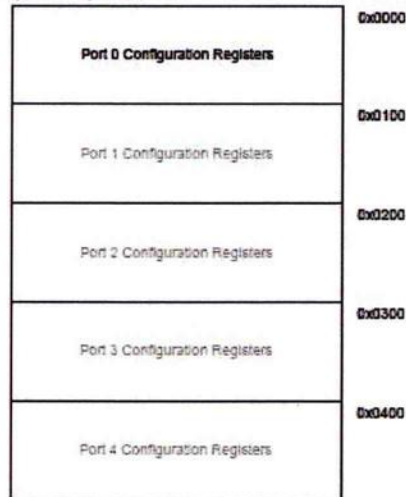 0x0000
Port 0 Configuration Registers
0x0100
Port 1 Configuration Registers
0x0200
Port 2 Configuration Registers
0x0300
Port 3 Configuration Registers
0x0400
Port 4 Configuration Registers